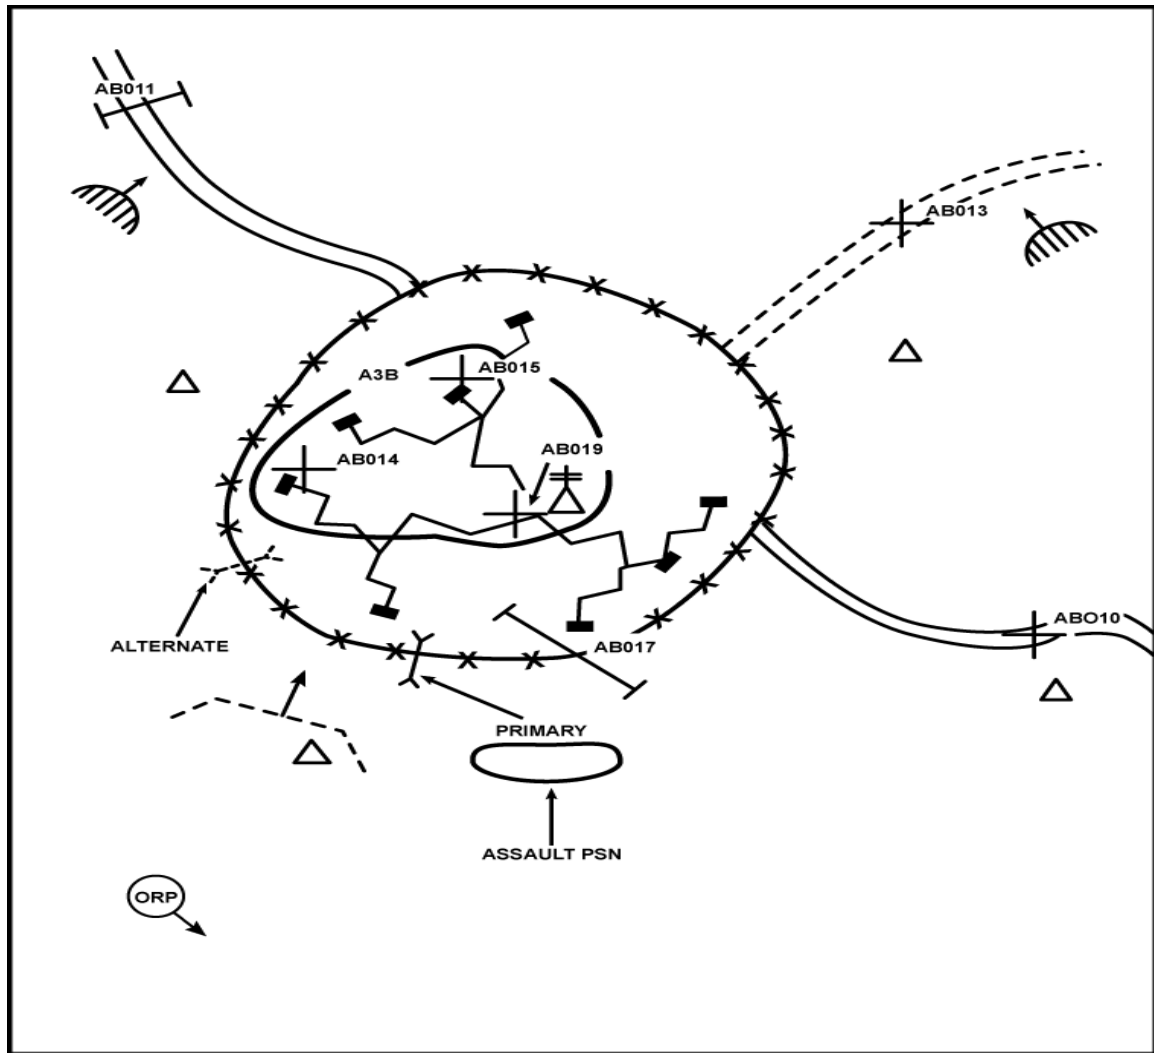 AB011
AB013
A3B
AB015
AB014
AB019
ALTERNATE
AB017
ABO10
PRIMARY
ASSAULT PSN
ORP